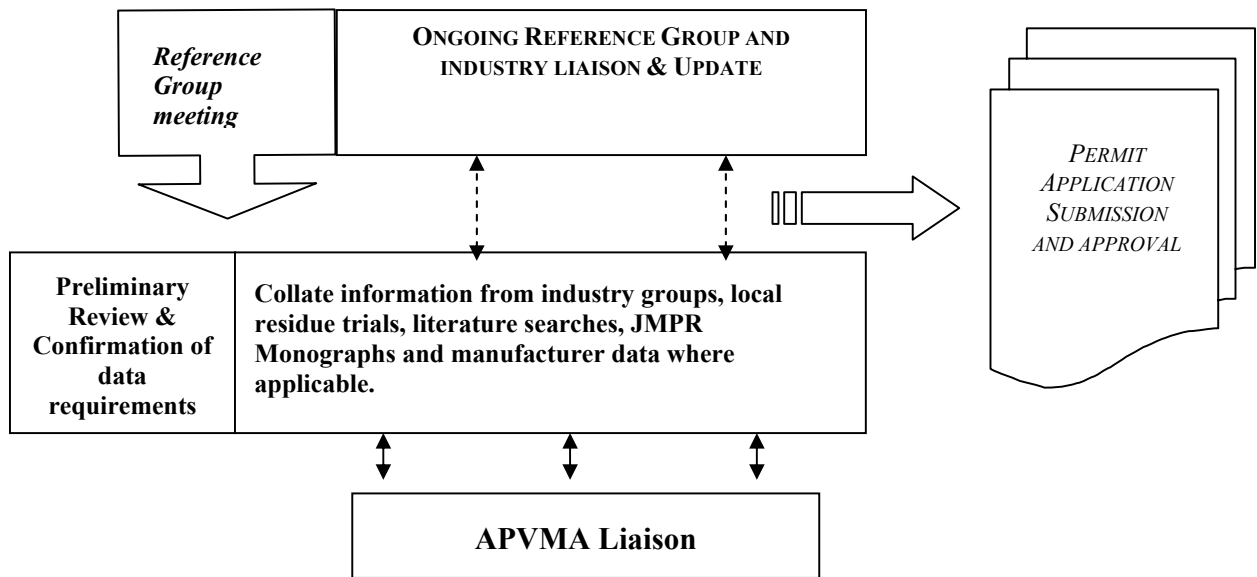 Reference
Group
meeting
ONGOING REFERENCE GROUP AND
INDUSTRY LIAISON & UPDATE
PERMIT
APPLICATION
SUBMISSION
AND APPROVAL
Preliminary
Review &
Confirmation of
data
requirements
Collate information from industry groups, local
residue trials, literature searches, JMPR
Monographs and manufacturer data where
applicable.
APVMA Liaison